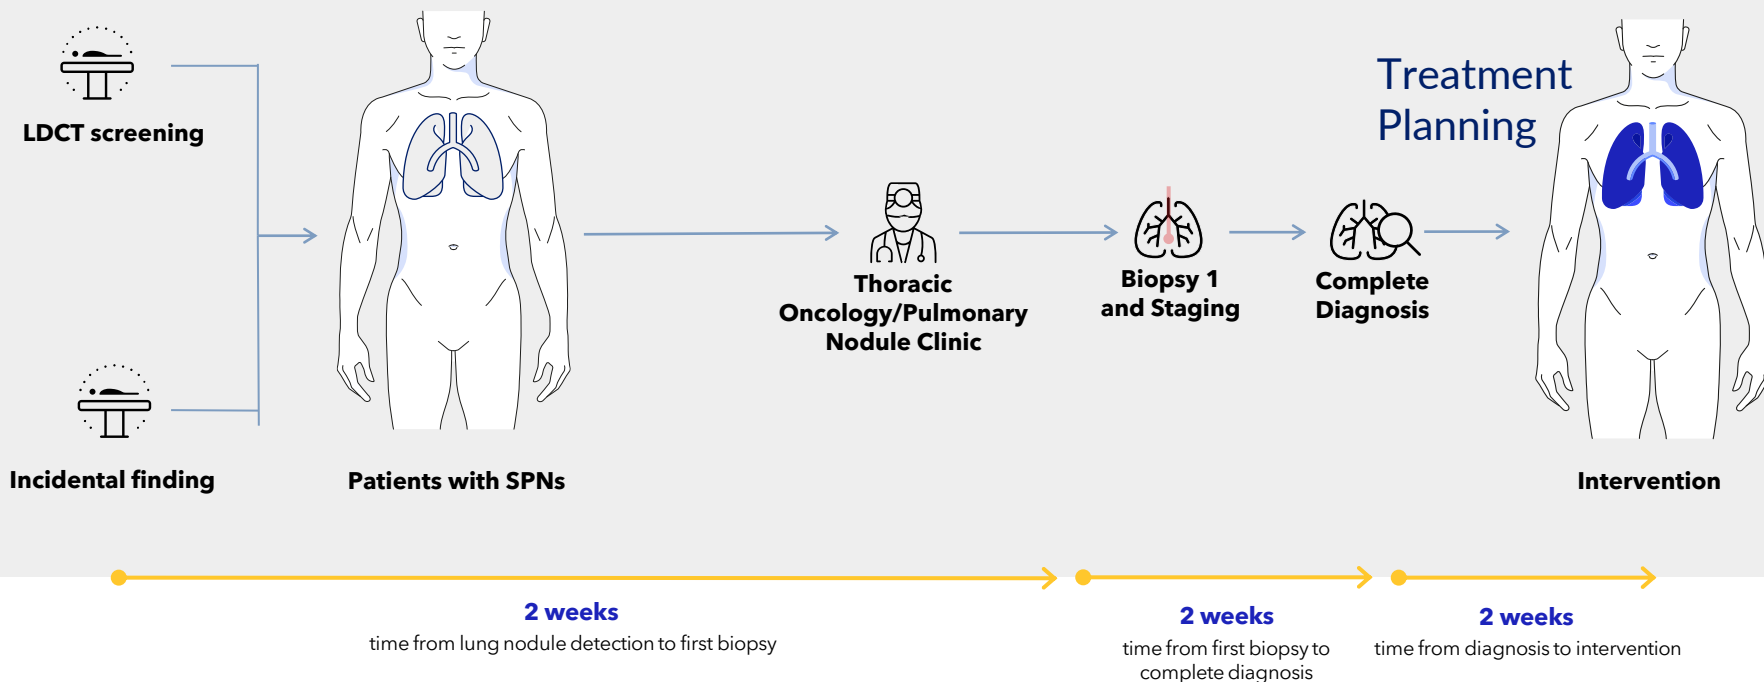 LDCT screening
Incidental finding
Patients with SPNs
Thoracic
Oncology/Pulmonary
Nodule Clinic
Biopsy 1
and Staging
Complete
Diagnosis
Treatment
Planning
Intervention
2 weeks
time from lung nodule detection to first biopsy
2 weeks
time from first biopsy to
complete diagnosis
2 weeks
time from diagnosis to intervention